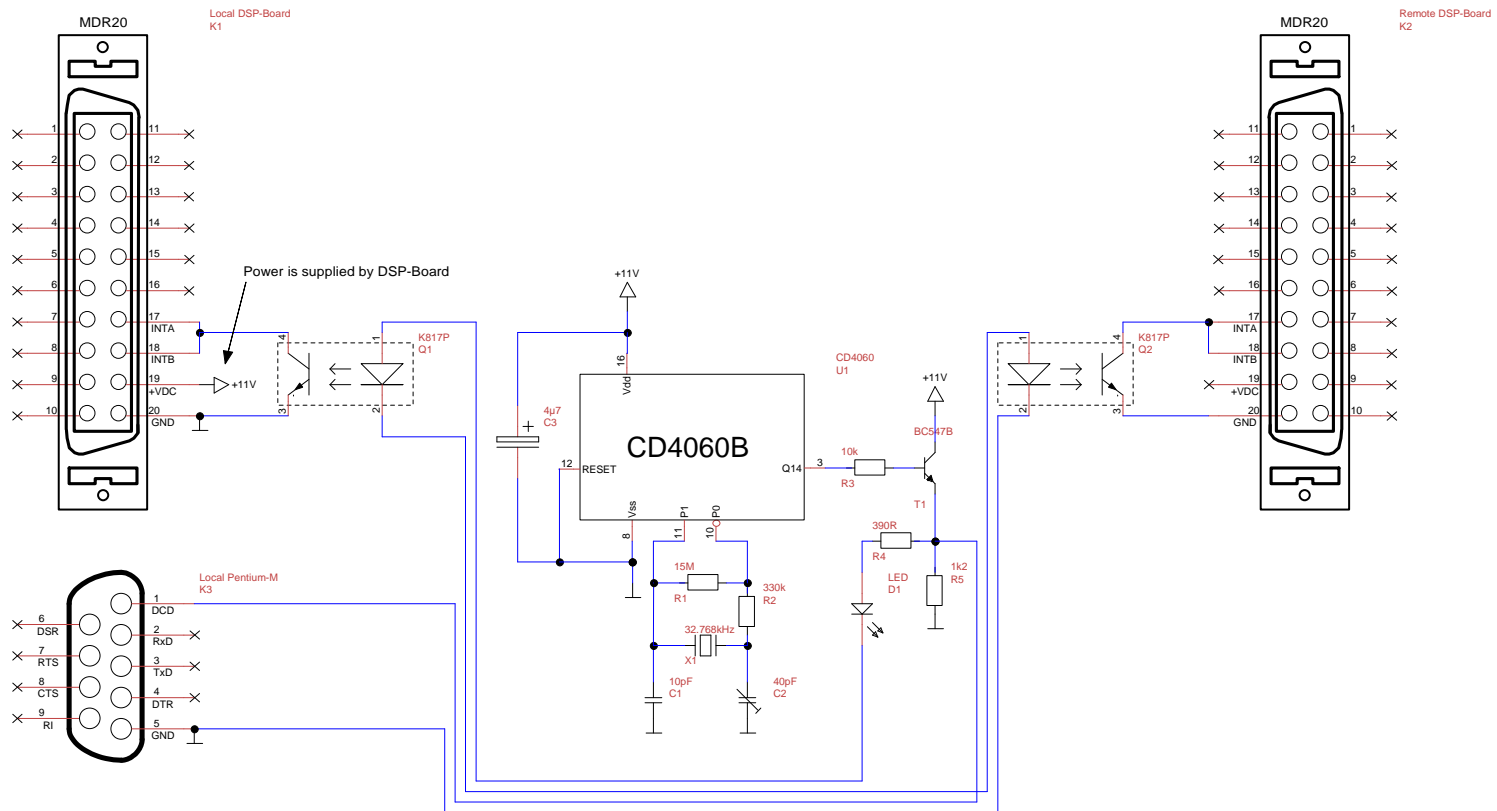 Local DSP-Board
K1
MDR20
1
2
3
4
5
6
7
8
9
10
11
12
13
14
15
16
17
INTA
18
INTB
19
+VDC
20
GND
Power is supplied by DSP-Board
+11V
4
3
1
2
K817P
Q1
+11V
16
Vdd
4µ7
C3
CD4060
U1
CD4060B
12
RESET
Q14
3
Vss
8
P1
11
P0
10
10k
R3
+11V
BC547B
T1
390R
R4
LED
D1
1k2
R5
15M
R1
330k
R2
32.768kHz
X1
10pF
C1
40pF
C2
1
2
4
3
K817P
Q2
Remote DSP-Board
K2
MDR20
11
12
13
14
15
16
17
INTA
18
INTB
19
+VDC
20
GND
1
2
3
4
5
6
7
8
9
10
Local Pentium-M
K3
1
DCD
6
DSR
2
RxD
7
RTS
3
TxD
8
CTS
4
DTR
9
RI
5
GND